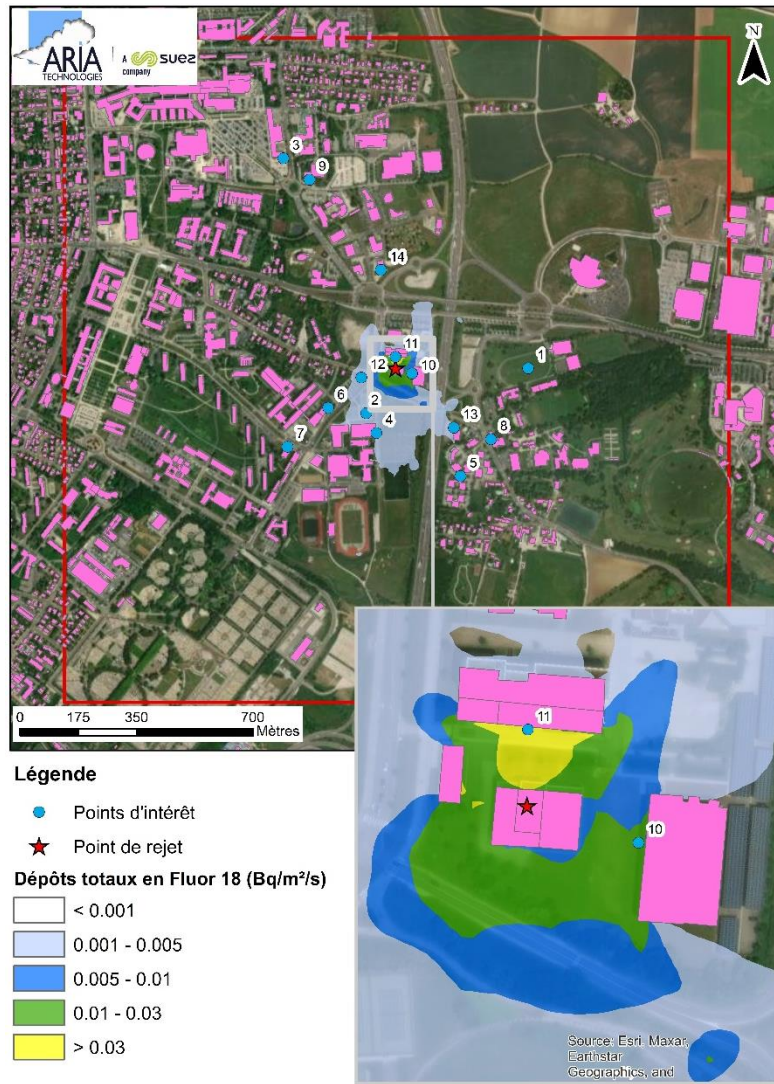 ARIA
TECHNOLOGIES
A
company
suez
N
3
9
14
11
12
10
1
6
2
4
13
8
7
5
0 175 350 700
Mètres
Légende
Points d'intérêt
Point de rejet
Dépôts totaux en Fluor 18 (Bq/m²/s)
< 0.001
0.001 - 0.005
0.005 - 0.01
0.01 - 0.03
> 0.03
11
10
Source: Esri, Maxar,
Earthstar
Geographics, and